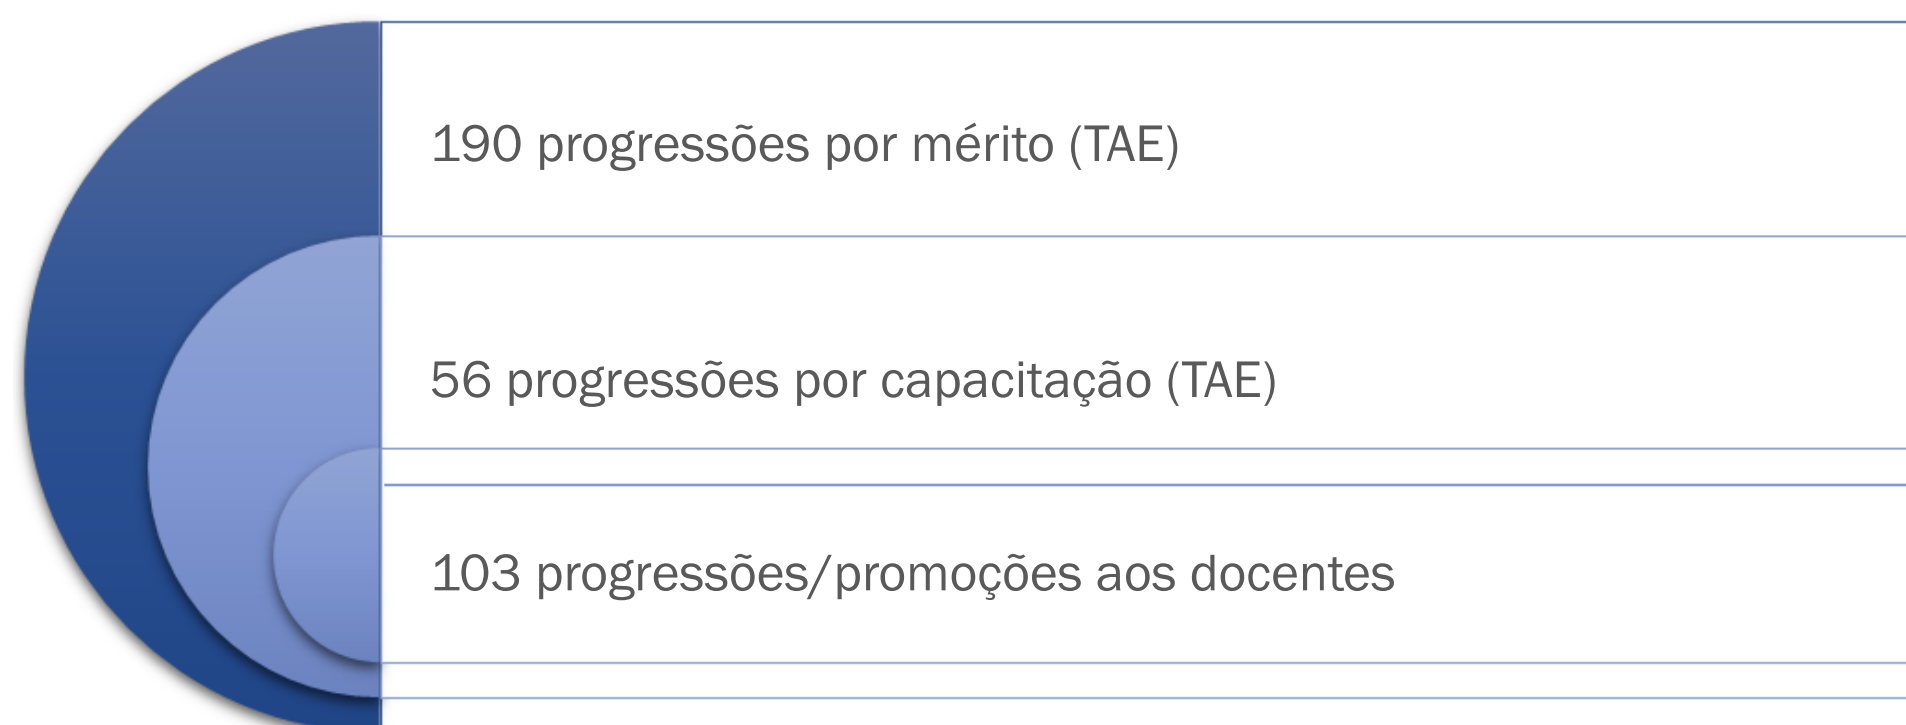 190 progressões por mérito (TAE)
56 progressões por capacitação (TAE)
103 progressões/promoções aos docentes